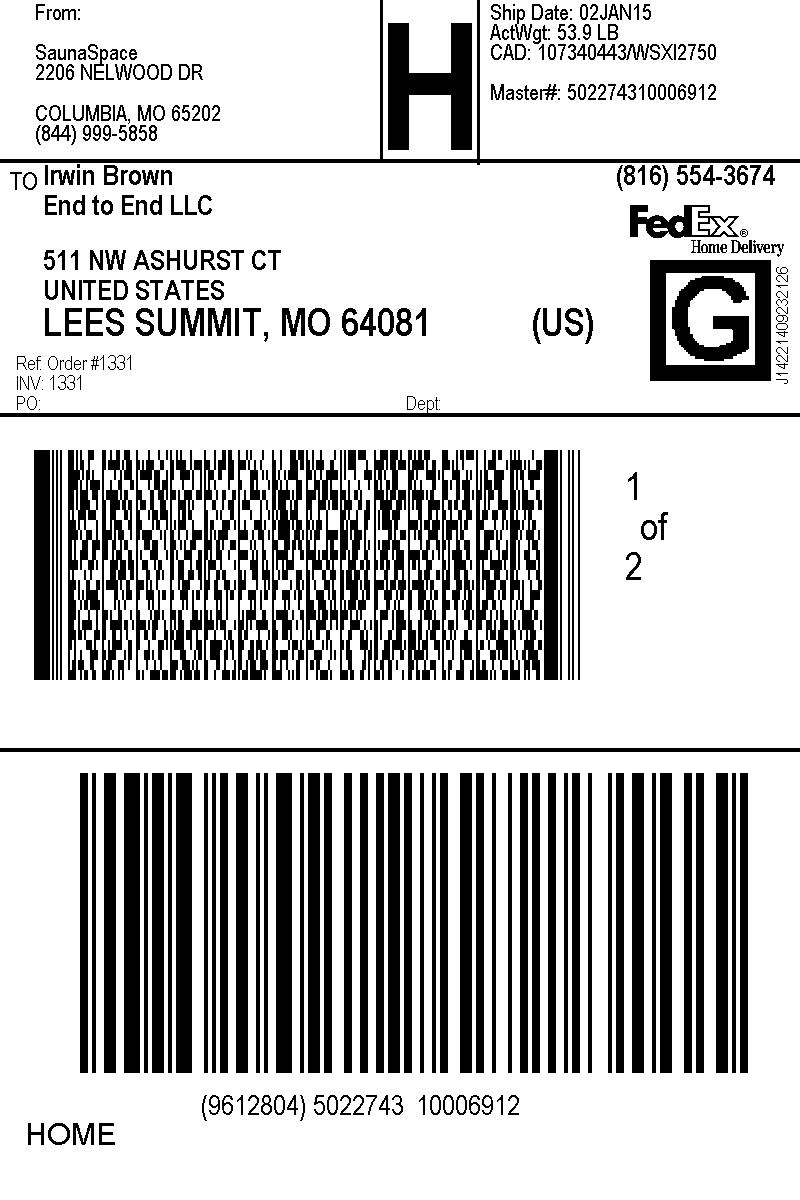 From:
SaunaSpace
2206 NELWOOD DR
COLUMBIA, MO 65202
(844) 999-5858
H
Ship Date: 02JAN15
ActWgt: 53.9 LB
CAD: 107340443/WSXI2750
Master#: 502274310006912
TO Irwin Brown
(816) 554-3674
End to End LLC
FedEx®
Home Delivery
511 NW ASHURST CT
UNITED STATES
LEES SUMMIT, MO 64081 (US)
G
J14221409232126
Ref: Order #1331
INV: 1331
PO: Dept:
1
of
2
(9612804) 5022743 10006912
HOME